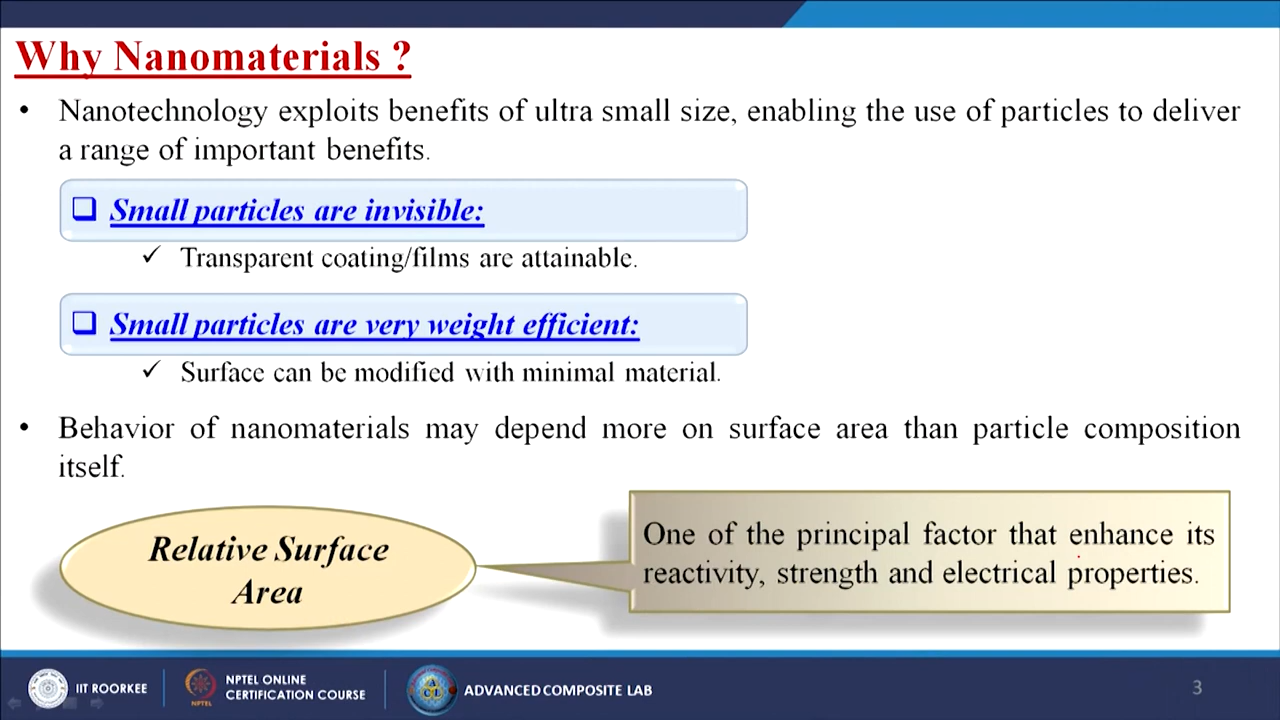 Why Nanomaterials ?
• Nanotechnology exploits benefits of ultra small size, enabling the use of particles to deliver
a range of important benefits.
❑ Small particles are invisible:
✓ Transparent coating/films are attainable.
❑ Small particles are very weight efficient:
✓ Surface can be modified with minimal material.
• Behavior of nanomaterials may depend more on surface area than particle composition
itself.
Relative Surface
Area
One of the principal factor that enhance its
reactivity, strength and electrical properties.
IIT ROORKEE
NPTEL
NPTEL ONLINE
CERTIFICATION COURSE
ACL
ADVANCED COMPOSITE LAB
3